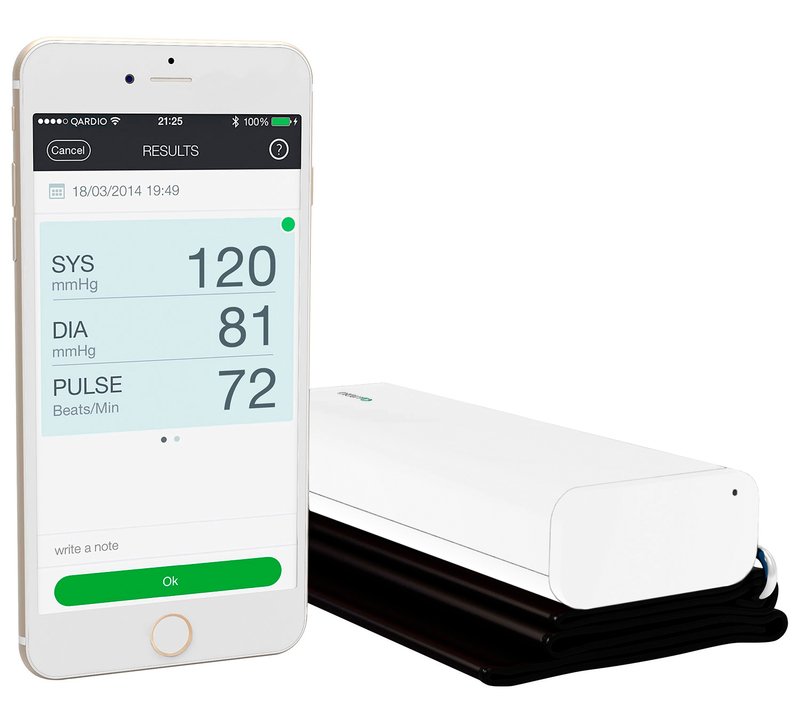 QARDIO 21:25 100%
Cancel RESULTS ?
18/03/2014 19:49
SYS 120
mmHg
DIA 81
mmHg
PULSE 72
Beats/Min
write a note
Ok